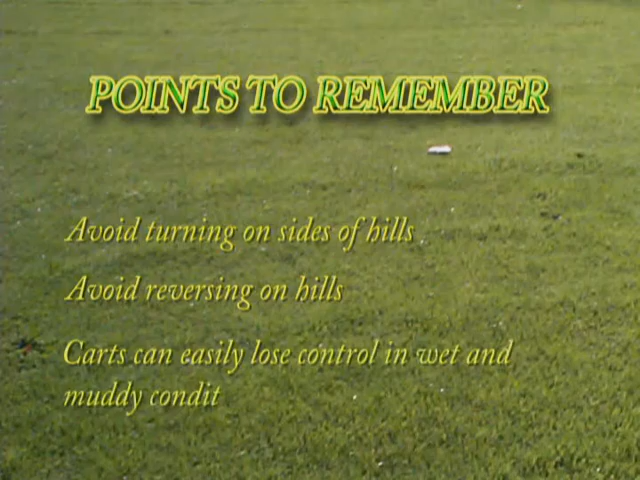 POINTS TO REMEMBER
Avoid turning on sides of hills
Avoid reversing on hills
Carts can easily lose control in wet and
muddy condit